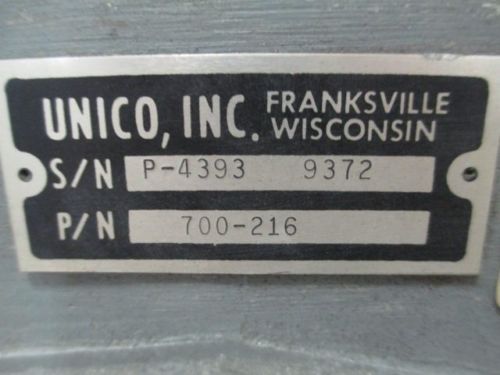 UNICO, INC. FRANKSVILLE WISCONSIN
S/N P-4393 9372
P/N 700-216